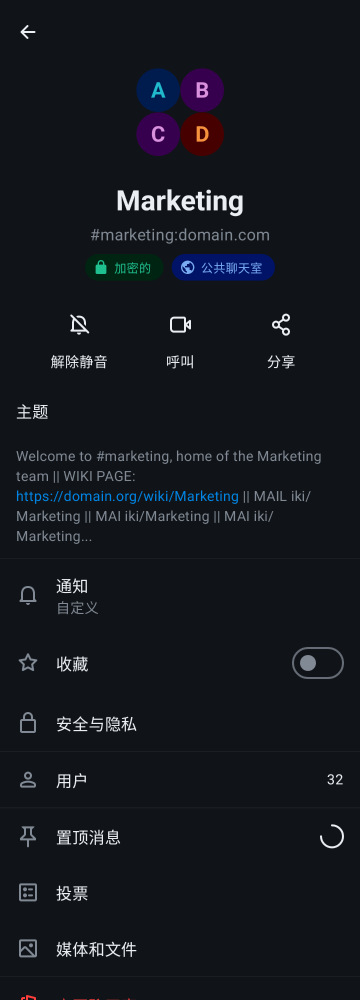 A B
C D
Marketing
#marketing:domain.com
加密的 公共聊天室
解除静音 呼叫 分享
主题
Welcome to #marketing, home of the Marketing
team || WIKI PAGE:
https://domain.org/wiki/Marketing || MAIL iki/
Marketing || MAI iki/Marketing || MAI iki/
Marketing...
通知
自定义
收藏
安全与隐私
用户 32
置顶消息
投票
媒体和文件